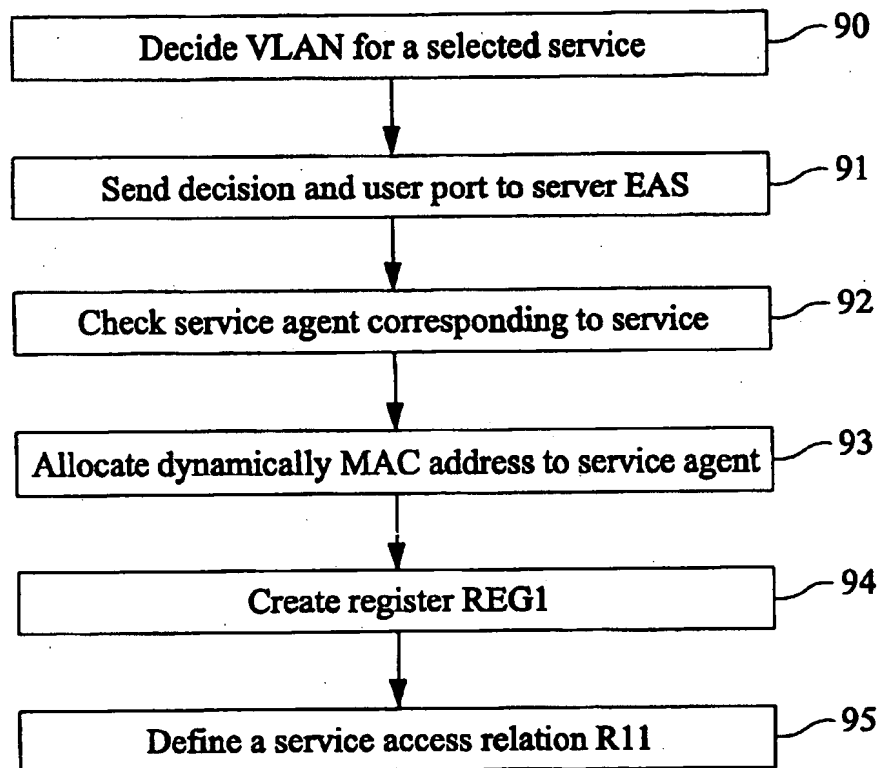 Decide VLAN for a selected service
90
Send decision and user port to server EAS
91
Check service agent corresponding to service
92
Allocate dynamically MAC address to service agent
93
Create register REG1
94
Define a service access relation R11
95